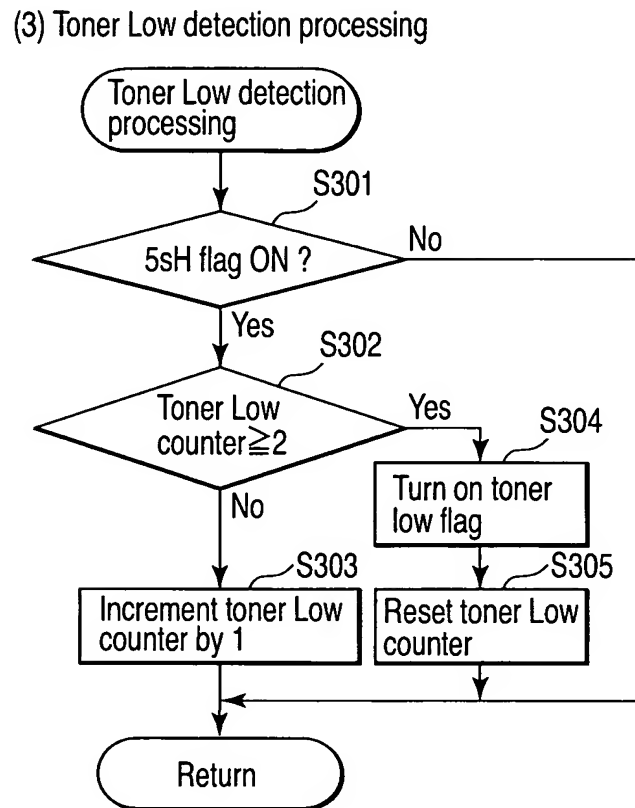 (3) Toner Low detection processing
Toner Low detection
processing
S301
5sH flag ON ?
No
Yes
S302
Toner Low
counter≧2
Yes
S304
Turn on toner
low flag
No
S303
Increment toner Low
counter by 1
S305
Reset toner Low
counter
Return